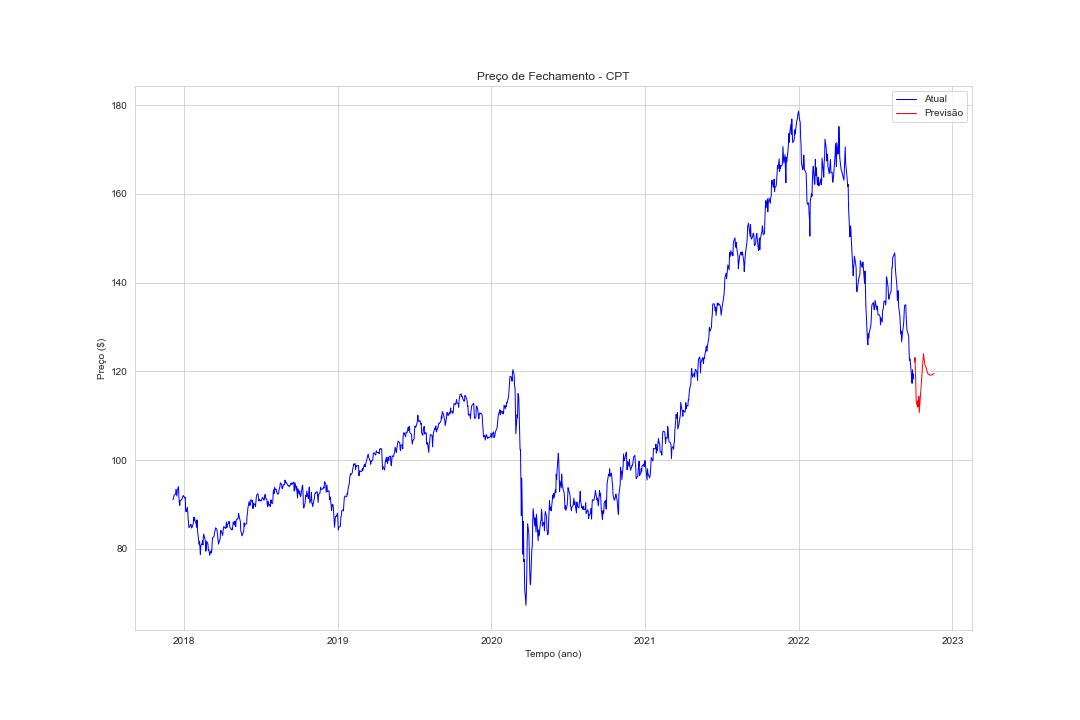 Preço de Fechamento - CPT
Atual
Previsão
180
160
140
120
100
80
Preço ($)
2018 2019 2020 2021 2022 2023
Tempo (ano)